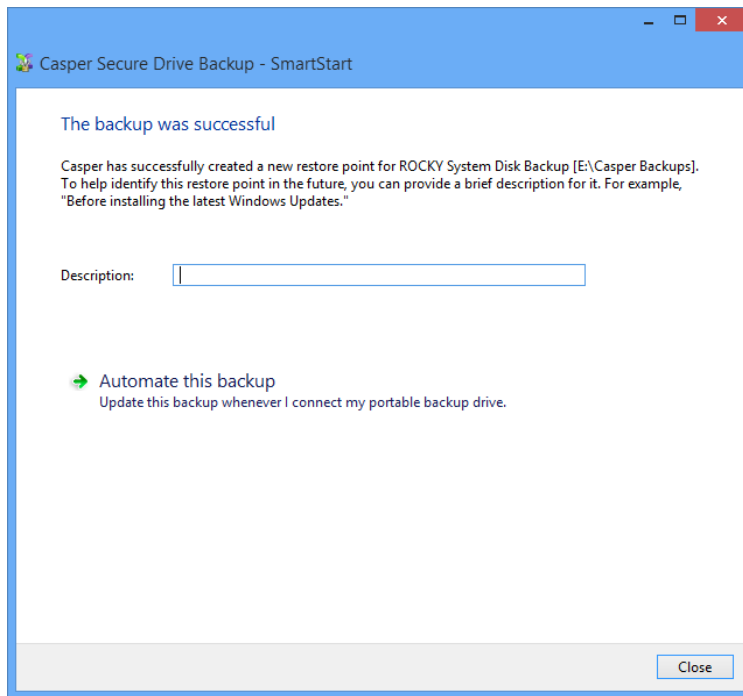 Casper Secure Drive Backup - SmartStart
The backup was successful
Casper has successfully created a new restore point for ROCKY System Disk Backup [E:\Casper Backups].
To help identify this restore point in the future, you can provide a brief description for it. For example,
"Before installing the latest Windows Updates."
Description:
Automate this backup
Update this backup whenever I connect my portable backup drive.
Close